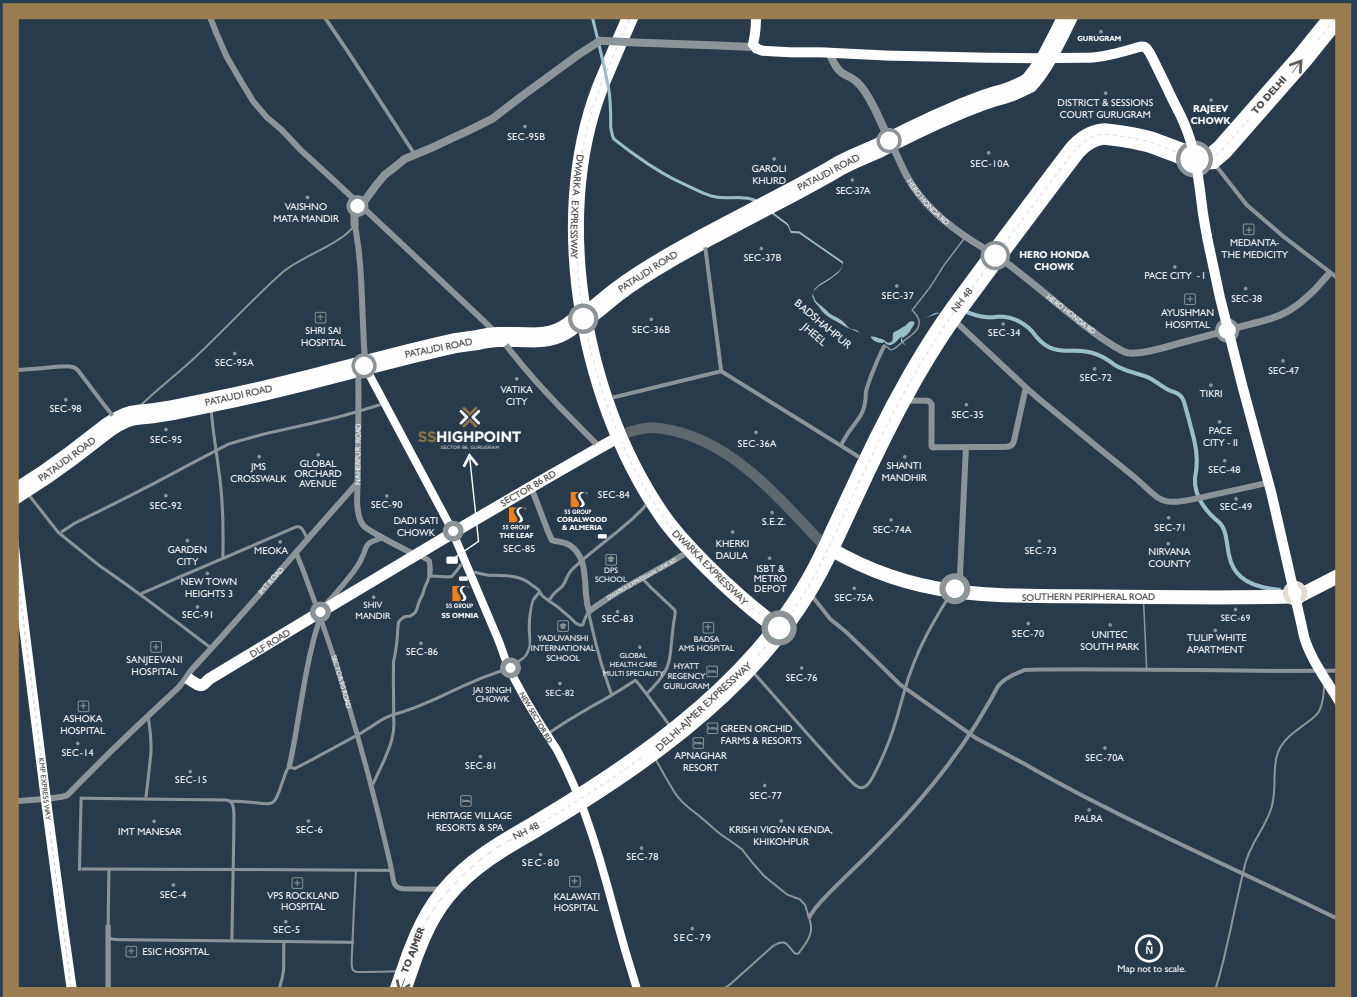 GURUGRAM
TO DELHI
DISTRICT & SESSIONS
COURT GURUGRAM
RAJEEV
CHOWK
SEC-95B
DWARKA EXPRESSWAY
GAROLI
KHURD
PATAUDI ROAD
SEC-10A
SEC-37A
HERO HONDA RD
VAISHNO
MATA MANDIR
MEDANTA-
THE MEDICITY
HERO HONDA
CHOWK
SEC-37B
PATAUDI ROAD
PACE CITY - I
SEC-37
NH 48
SEC-38
HERO HONDA RD
AYUSHMAN
HOSPITAL
BADSHAHPUR
JHEEL
SHRI SAI
HOSPITAL
SEC-36B
SEC-34
PATAUDI ROAD
SEC-95A
SEC-72
SEC-47
PATAUDI ROAD
VATIKA
CITY
TIKRI
SEC-98
SEC-35
SSHIGHPOINT
SECTOR 86, GURUGRAM
SEC-95
SEC-36A
PACE
CITY - II
PATAUDI ROAD
NAHERPUR ROAD
JMS
CROSSWALK
GLOBAL
ORCHARD
AVENUE
SHANTI
MANDHIR
SEC-48
SECTOR 86 RD
SEC-84
SEC-92
SEC-90
SS GROUP
CORALWOOD
& ALMERIA
SEC-49
DADI SATI
CHOWK
SS GROUP
THE LEAF
S.E.Z.
SEC-74A
SEC-71
SEC-85
KHERKI
DAULA
GARDEN
CITY
MEOKA
SEC-73
NIRVANA
COUNTY
DWARKA EXPRESSWAY
DPS
SCHOOL
ISBT &
METRO
DEPOT
NEW TOWN
HEIGHTS 3
SHIV
MANDIR
SS GROUP
SS OMNIA
SEC-75A
SOUTHERN PERIPHERAL ROAD
SEC-91
SEC-83
SEC-69
SEC-70
UNITEC
SOUTH PARK
TULIP WHITE
APARTMENT
DLF ROAD
SEC-86
YADUVANSHI
INTERNATIONAL
SCHOOL
BADSA
AMS HOSPITAL
SANJEEVANI
HOSPITAL
GLOBAL
HEALTH CARE
MULTI SPECIALITY
HYATT
REGENCY
GURUGRAM
SEC-76
JAI SINGH
CHOWK
SEC-82
NEW SECTOR RD
DELHI-AJMER EXPRESSWAY
ASHOKA
HOSPITAL
GREEN ORCHID
FARMS & RESORTS
SEC-14
APNAGHAR
RESORT
SEC-70A
KMP EXPRESS WAY
SEC-81
SEC-15
SEC-77
HERITAGE VILLAGE
RESORTS & SPA
PALRA
IMT MANESAR
SEC-6
NH 48
KRISHI VIGYAN KENDA,
KHIKOHPUR
SEC-80
SEC-78
SEC-4
VPS ROCKLAND
HOSPITAL
KALAWATI
HOSPITAL
SEC-5
SEC-79
ESIC HOSPITAL
TO AJMER
N
Map not to scale.